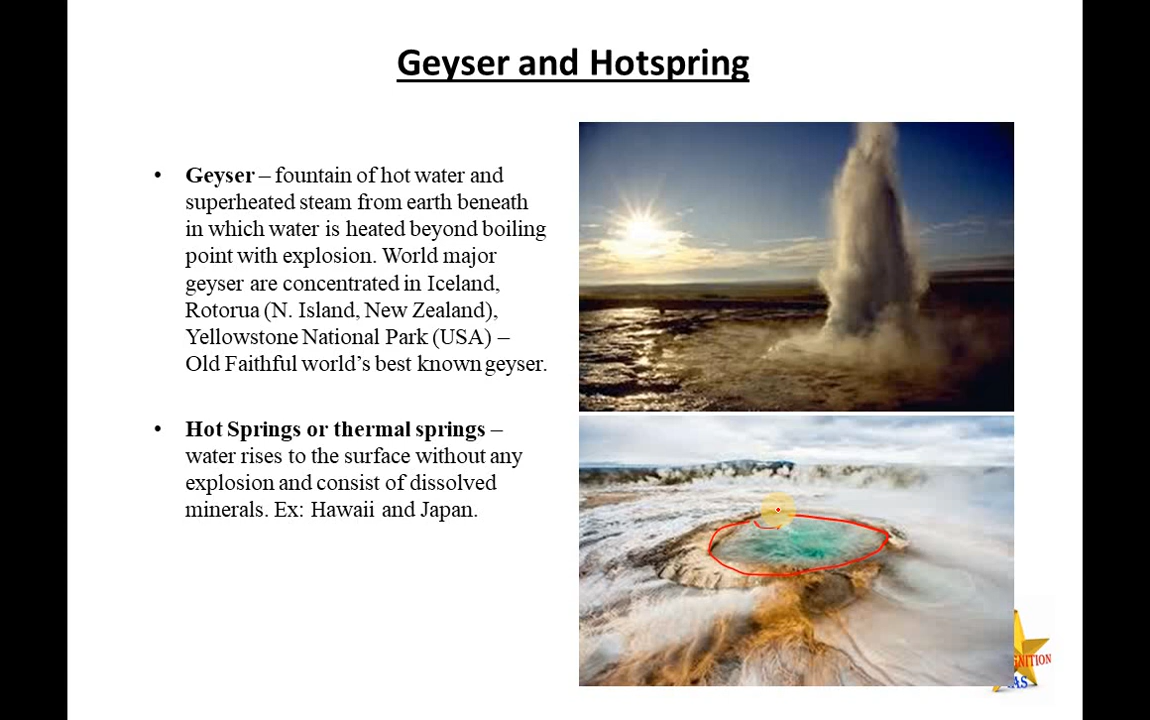 Geyser and Hotspring
• Geyser – fountain of hot water and
superheated steam from earth beneath
in which water is heated beyond boiling
point with explosion. World major
geyser are concentrated in Iceland,
Rotorua (N. Island, New Zealand),
Yellowstone National Park (USA) –
Old Faithful world’s best known geyser.
• Hot Springs or thermal springs –
water rises to the surface without any
explosion and consist of dissolved
minerals. Ex: Hawaii and Japan.